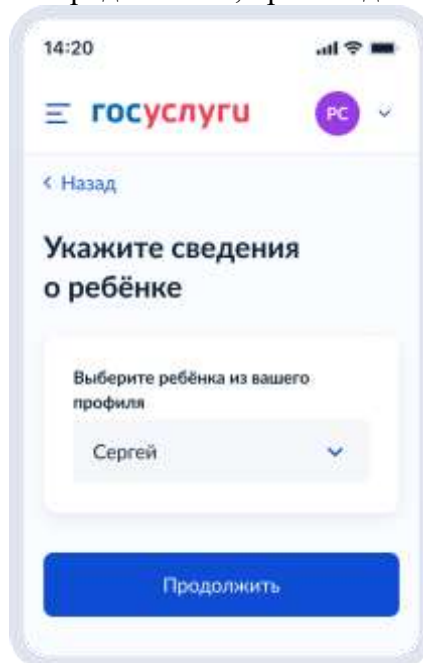 14:20
госуслуги
РС
Назад
Укажите сведения
о ребёнке
Выберите ребёнка из вашего
профиля
Сергей
Продолжить